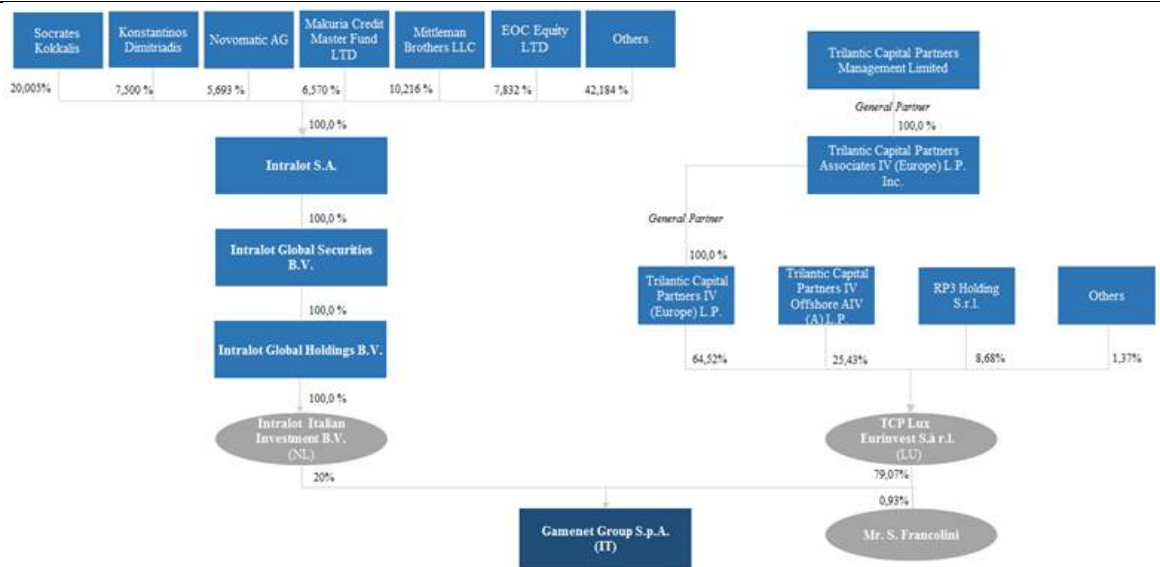 Socrates
Kokkalis
Konstantinos
Dimitriadis
Novomatic AG
Makuria Credit
Master Fund
LTD
Mittleman
Brothers LLC
EOC Equity
LTD
Others
Trilantic Capital Partners
Management Limited
20,005%
7,500 %
5,693 %
6,570 %
10,216 %
7,832 %
42,184 %
General Partner
100,0 %
100,0 %
Intralot S.A.
Trilantic Capital Partners
Associates IV (Europe) L.P.
Inc.
100,0 %
General Partner
Intralot Global Securities
B.V.
100,0 %
100,0 %
Trilantic Capital
Partners IV
(Europe) L.P.
Trilantic Capital
Partners IV
Offshore AIV
(A) L.P.
RP3 Holding
S.r.l.
Others
Intralot Global Holdings B.V.
64,52%
25,43%
8,68%
1,37%
100,0 %
Intralot Italian
Investment B.V.
(NL)
TCP Lux
Eurinvest S.à r.l.
(LU)
20%
79,07%
0,93%
Gamenet Group S.p.A.
(IT)
Mr. S. Francolini